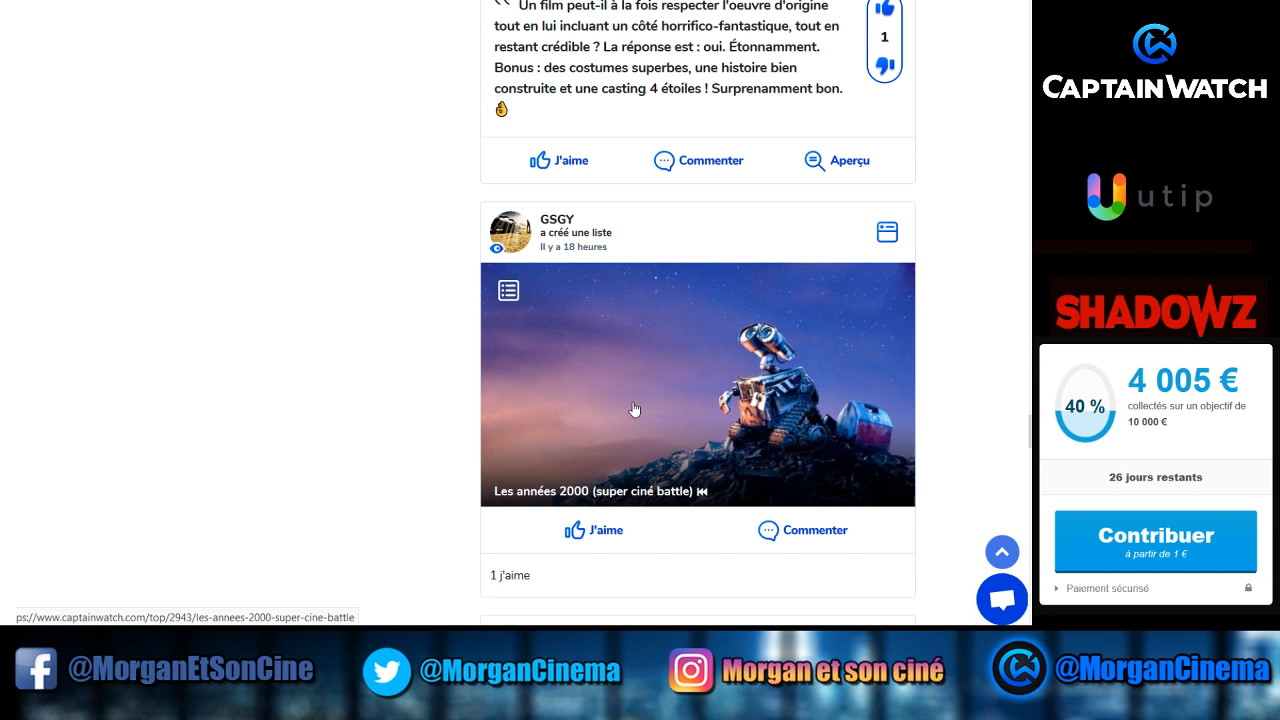 Un film peut-il à la fois respecter l'oeuvre d'origine
tout en lui incluant un côté horrifico-fantastique, tout en
restant crédible ? La réponse est : oui. Étonnamment.
Bonus : des costumes superbes, une histoire bien
construite et une casting 4 étoiles ! Surprenamment bon.
👌
1
J'aime
Commenter
Aperçu
GSGY
a créé une liste
Il y a 18 heures
Les années 2000 (super ciné battle) ⏮
J'aime
Commenter
1 j'aime
ps://www.captainwatch.com/top/2943/les-annees-2000-super-cine-battle
CAPTAINWATCH
utip
SHADOWZ
40 %
4 005 €
collectés sur un objectif de
10 000 €
26 jours restants
Contribuer
à partir de 1 €
Paiement sécurisé
@MorganEtSonCine
@MorganCinema
Morgan et son ciné
@MorganCinema